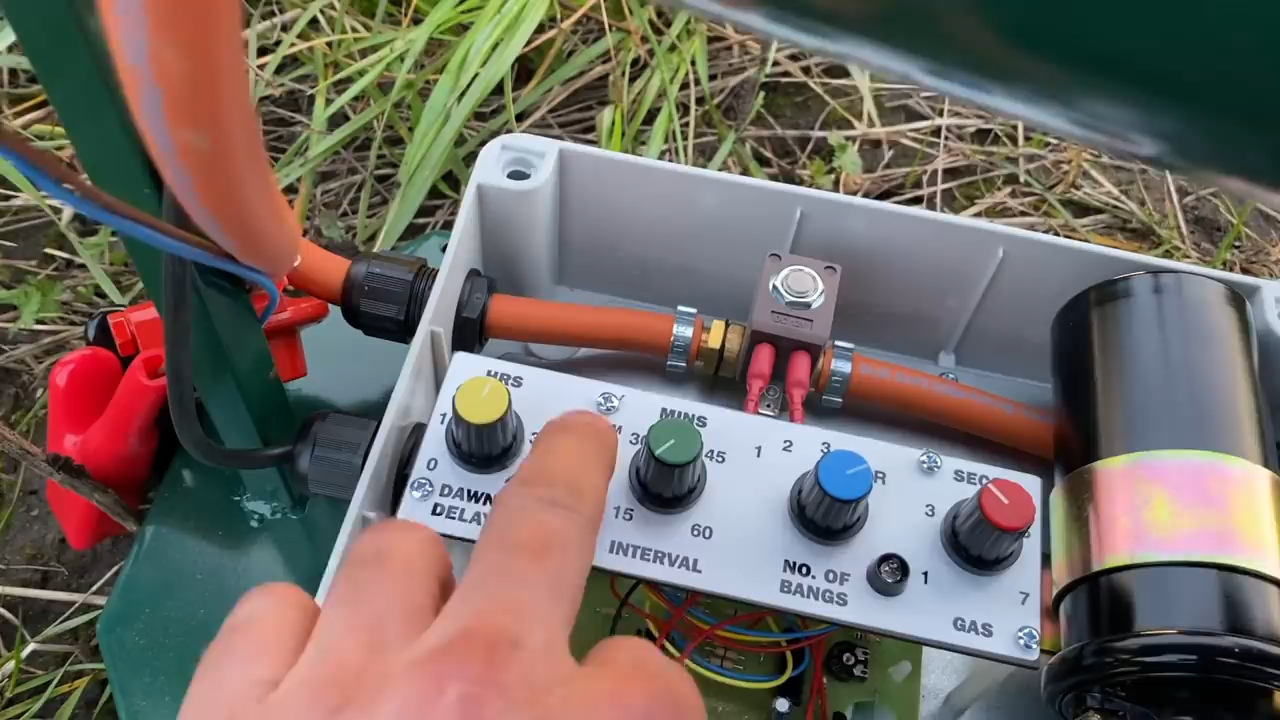 HRS
1
0
DAWN
DELAY
MINS
30
45
15
60
INTERVAL
1
2
3
R
NO. OF
BANGS
SEC
3
1
7
GAS